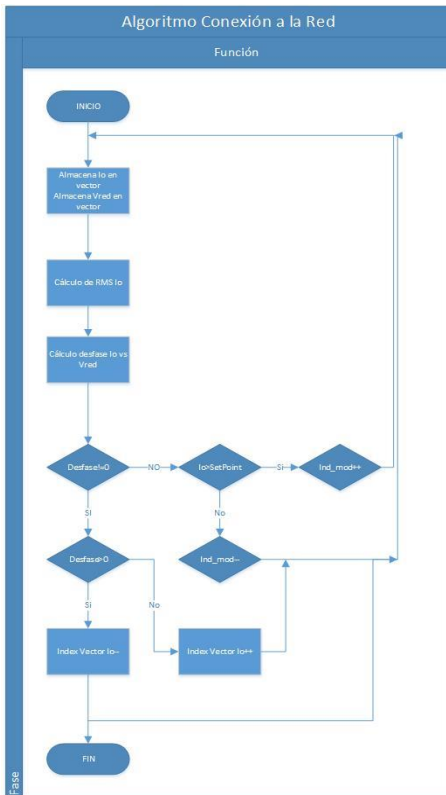 Algoritmo Conexión a la Red
Función
INICIO
Almacena Io en
vector
Almacena Vred en
vector
Cálculo de RMS Io
Cálculo desfase Io vs
Vred
Desfase!=0
NO
Io>SetPoint
Si
Ind_mod++
SI
No
Desfase>0
Ind_mod--
Si
No
Index Vector Io--
Index Vector Io++
FIN
Fase